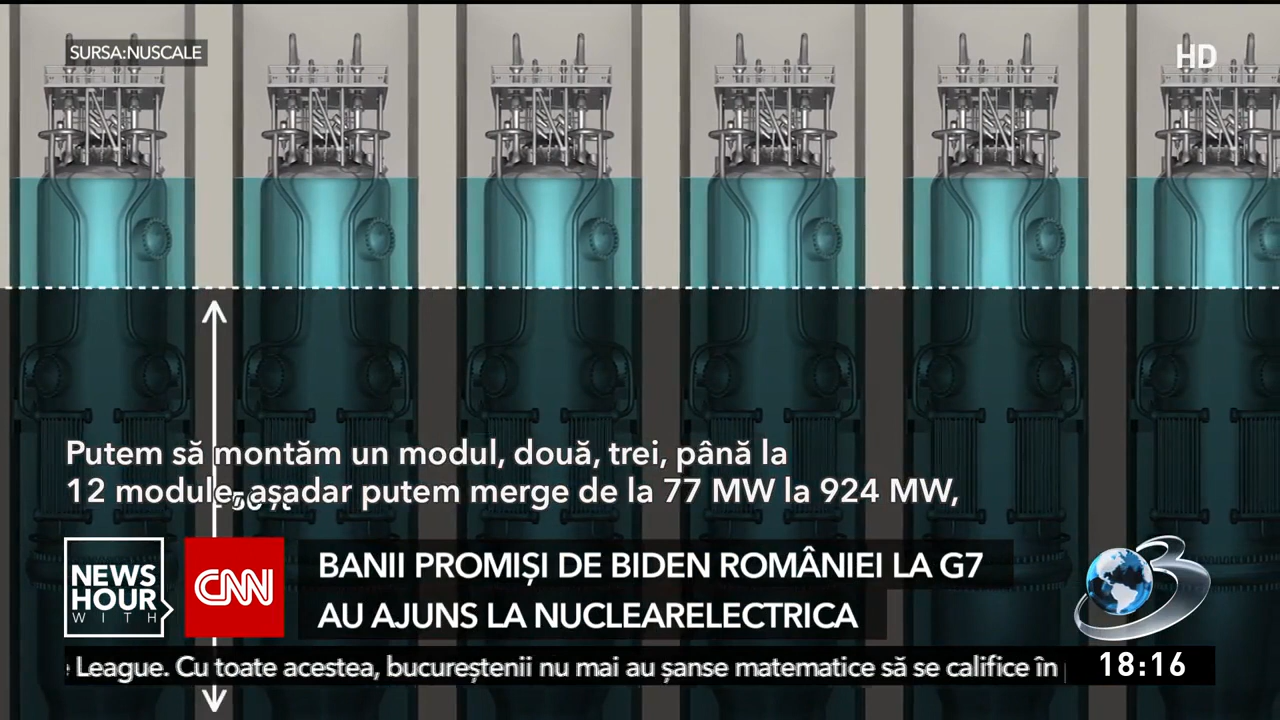 SURSA:NUSCALE
HD
Putem să montăm un modul, două, trei, până la
12 module, așadar putem merge de la 77 MW la 924 MW,
NEWS
HOUR
WITH
CNN
BANII PROMIȘI DE BIDEN ROMÂNIEI LA G7
AU AJUNS LA NUCLEARELECTRICA
3
League. Cu toate acestea, bucureștenii nu mai au șanse matematice să se califice în
18:16